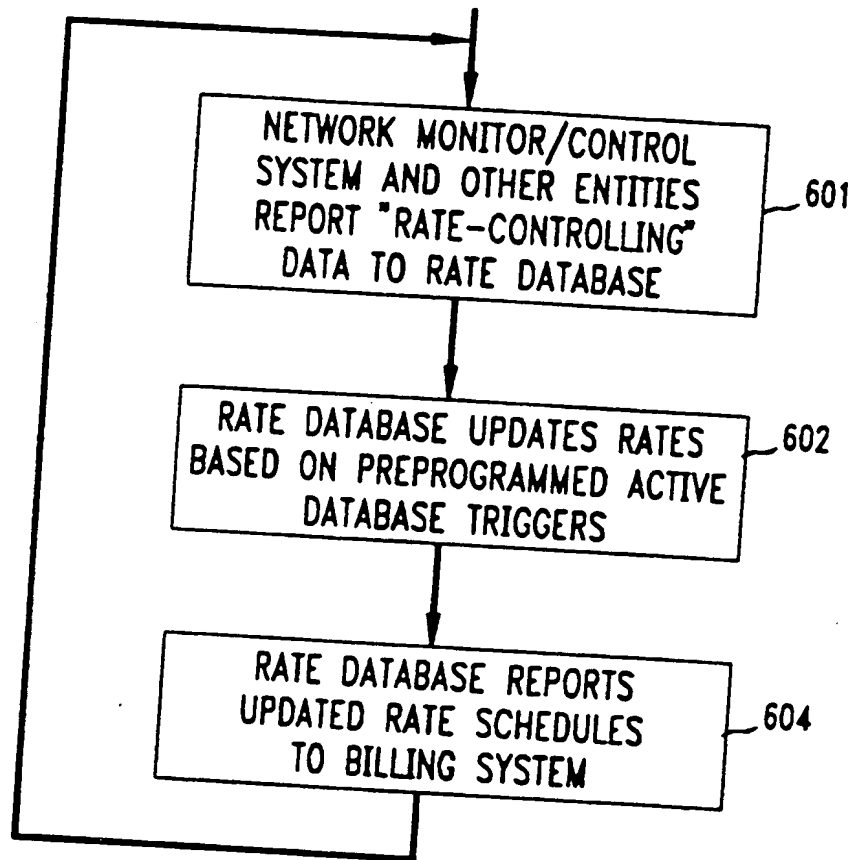 NETWORK MONITOR/CONTROL
SYSTEM AND OTHER ENTITIES
REPORT "RATE-CONTROLLING"
DATA TO RATE DATABASE
601
RATE DATABASE UPDATES RATES
BASED ON PREPROGRAMMED ACTIVE
DATABASE TRIGGERS
602
RATE DATABASE REPORTS
UPDATED RATE SCHEDULES
TO BILLING SYSTEM
604